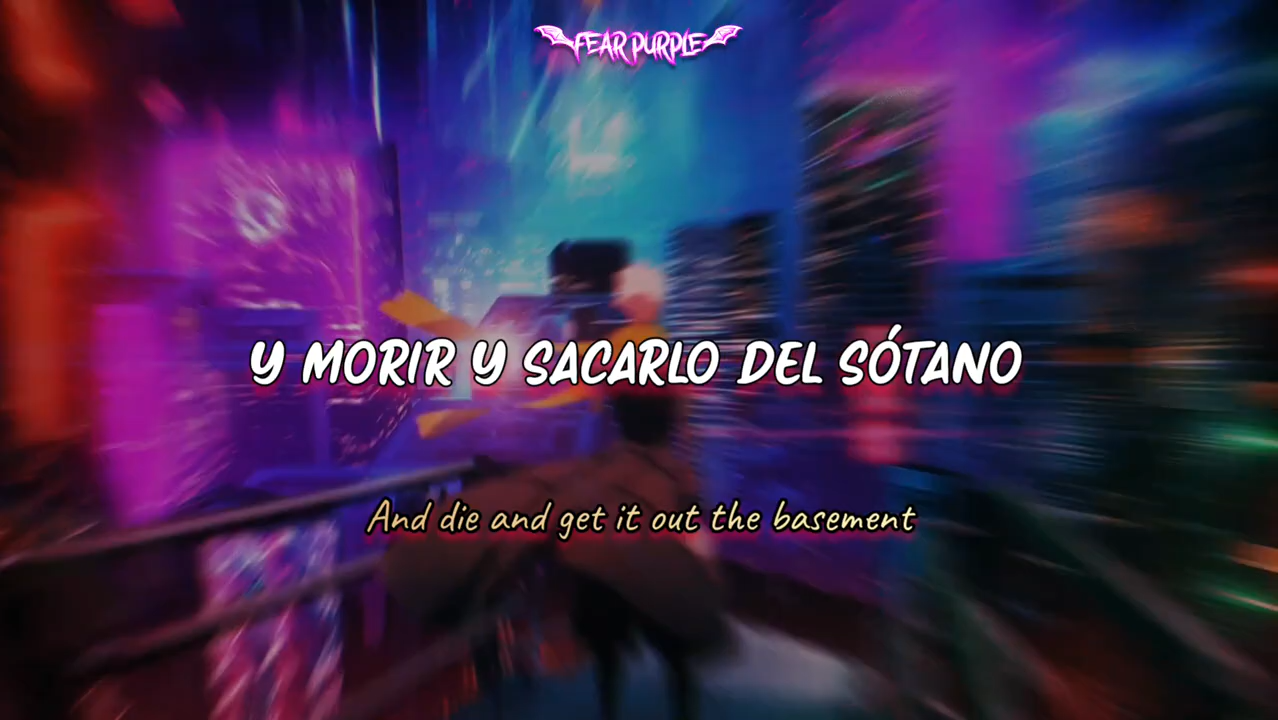 FEAR PURPLE
Y MORIR Y SACARLO DEL SÓTANO
And die and get it out the basement